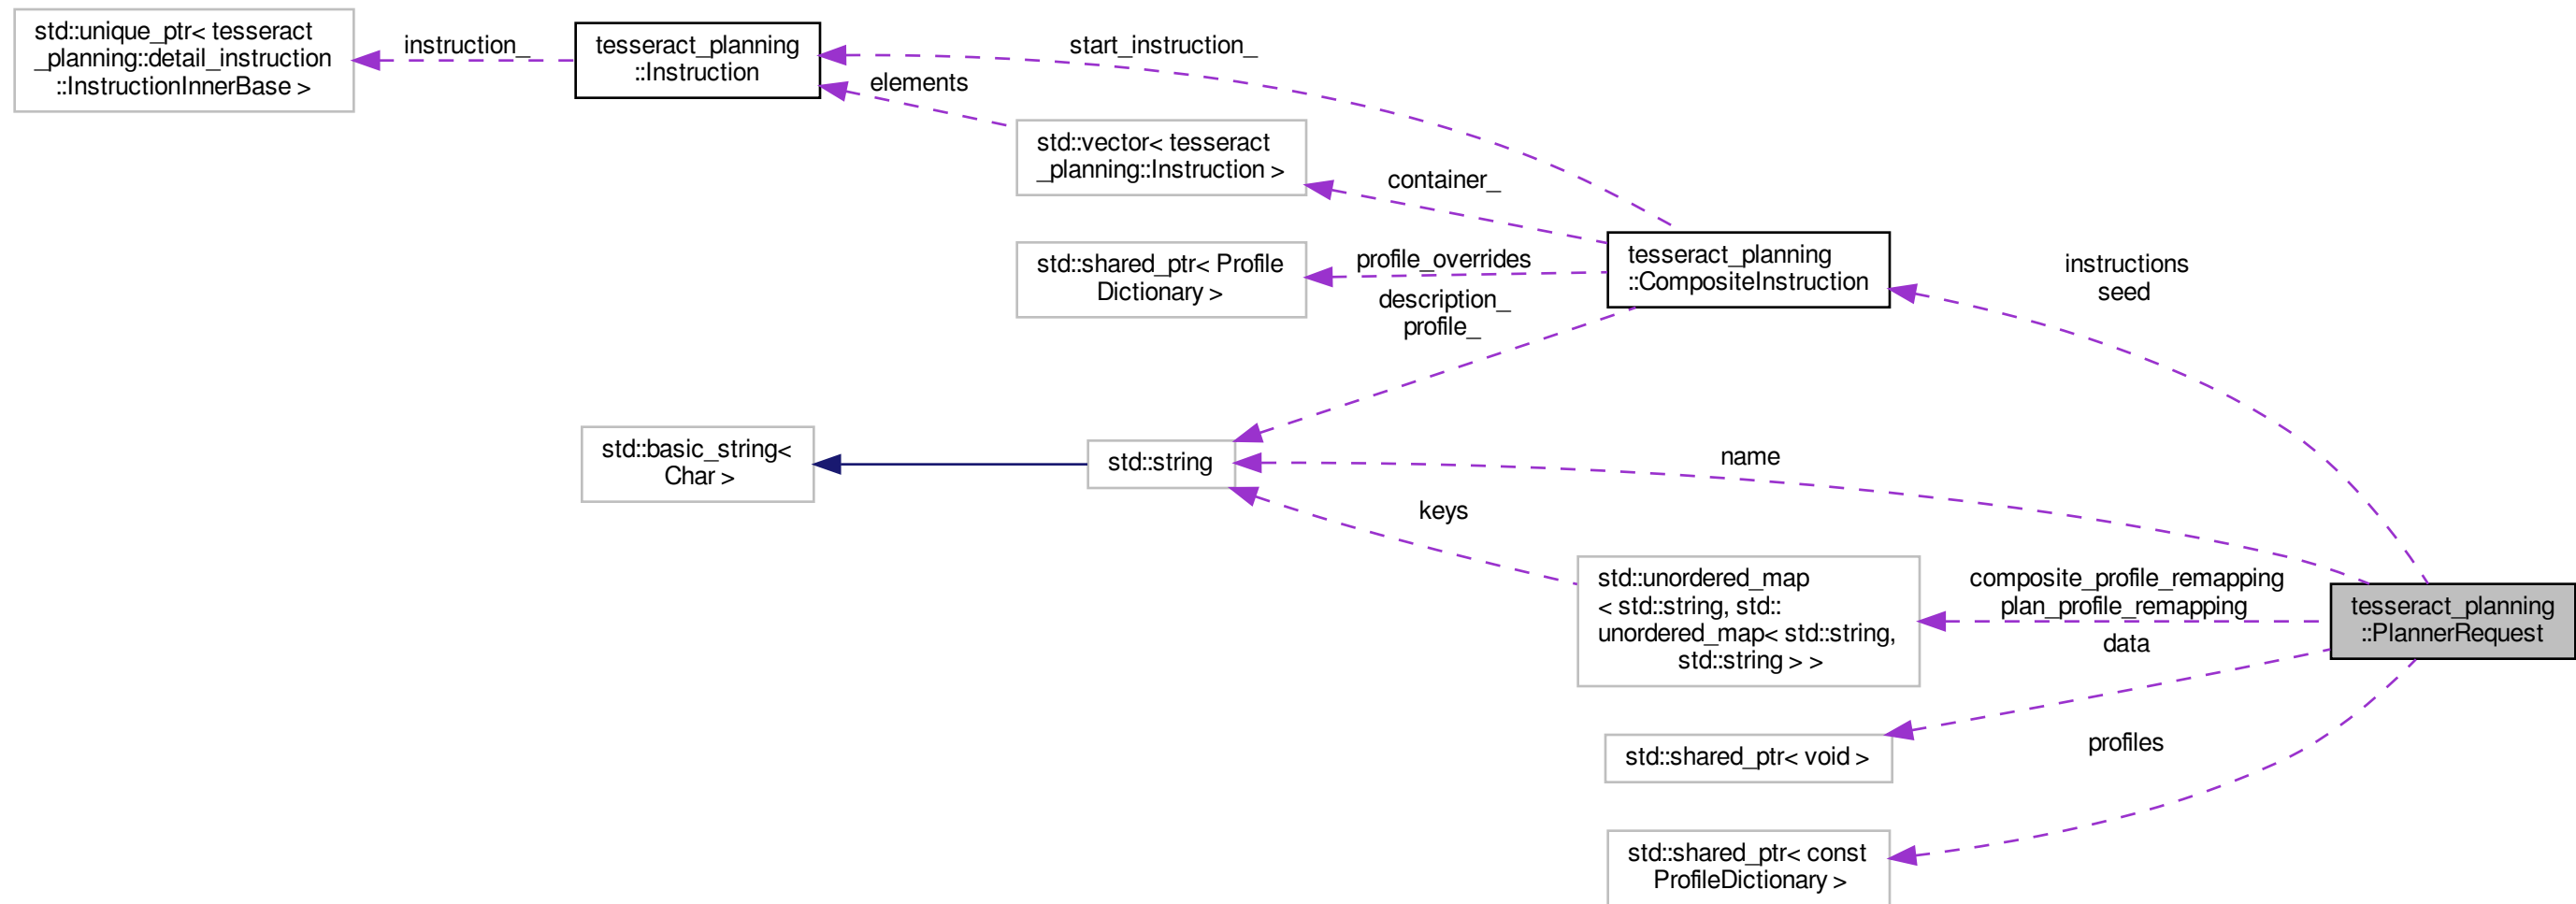 std::unique_ptr< tesseract
_planning::detail_instruction
::InstructionInnerBase >
instruction_
tesseract_planning
::Instruction
start_instruction_
elements
std::vector< tesseract
_planning::Instruction >
container_
std::shared_ptr< Profile
Dictionary >
profile_overrides
description_
profile_
tesseract_planning
::CompositeInstruction
instructions
seed
std::basic_string<
Char >
std::string
name
keys
std::unordered_map
< std::string, std::
unordered_map< std::string,
std::string > >
composite_profile_remapping
plan_profile_remapping
data
tesseract_planning
::PlannerRequest
std::shared_ptr< void >
profiles
std::shared_ptr< const
ProfileDictionary >